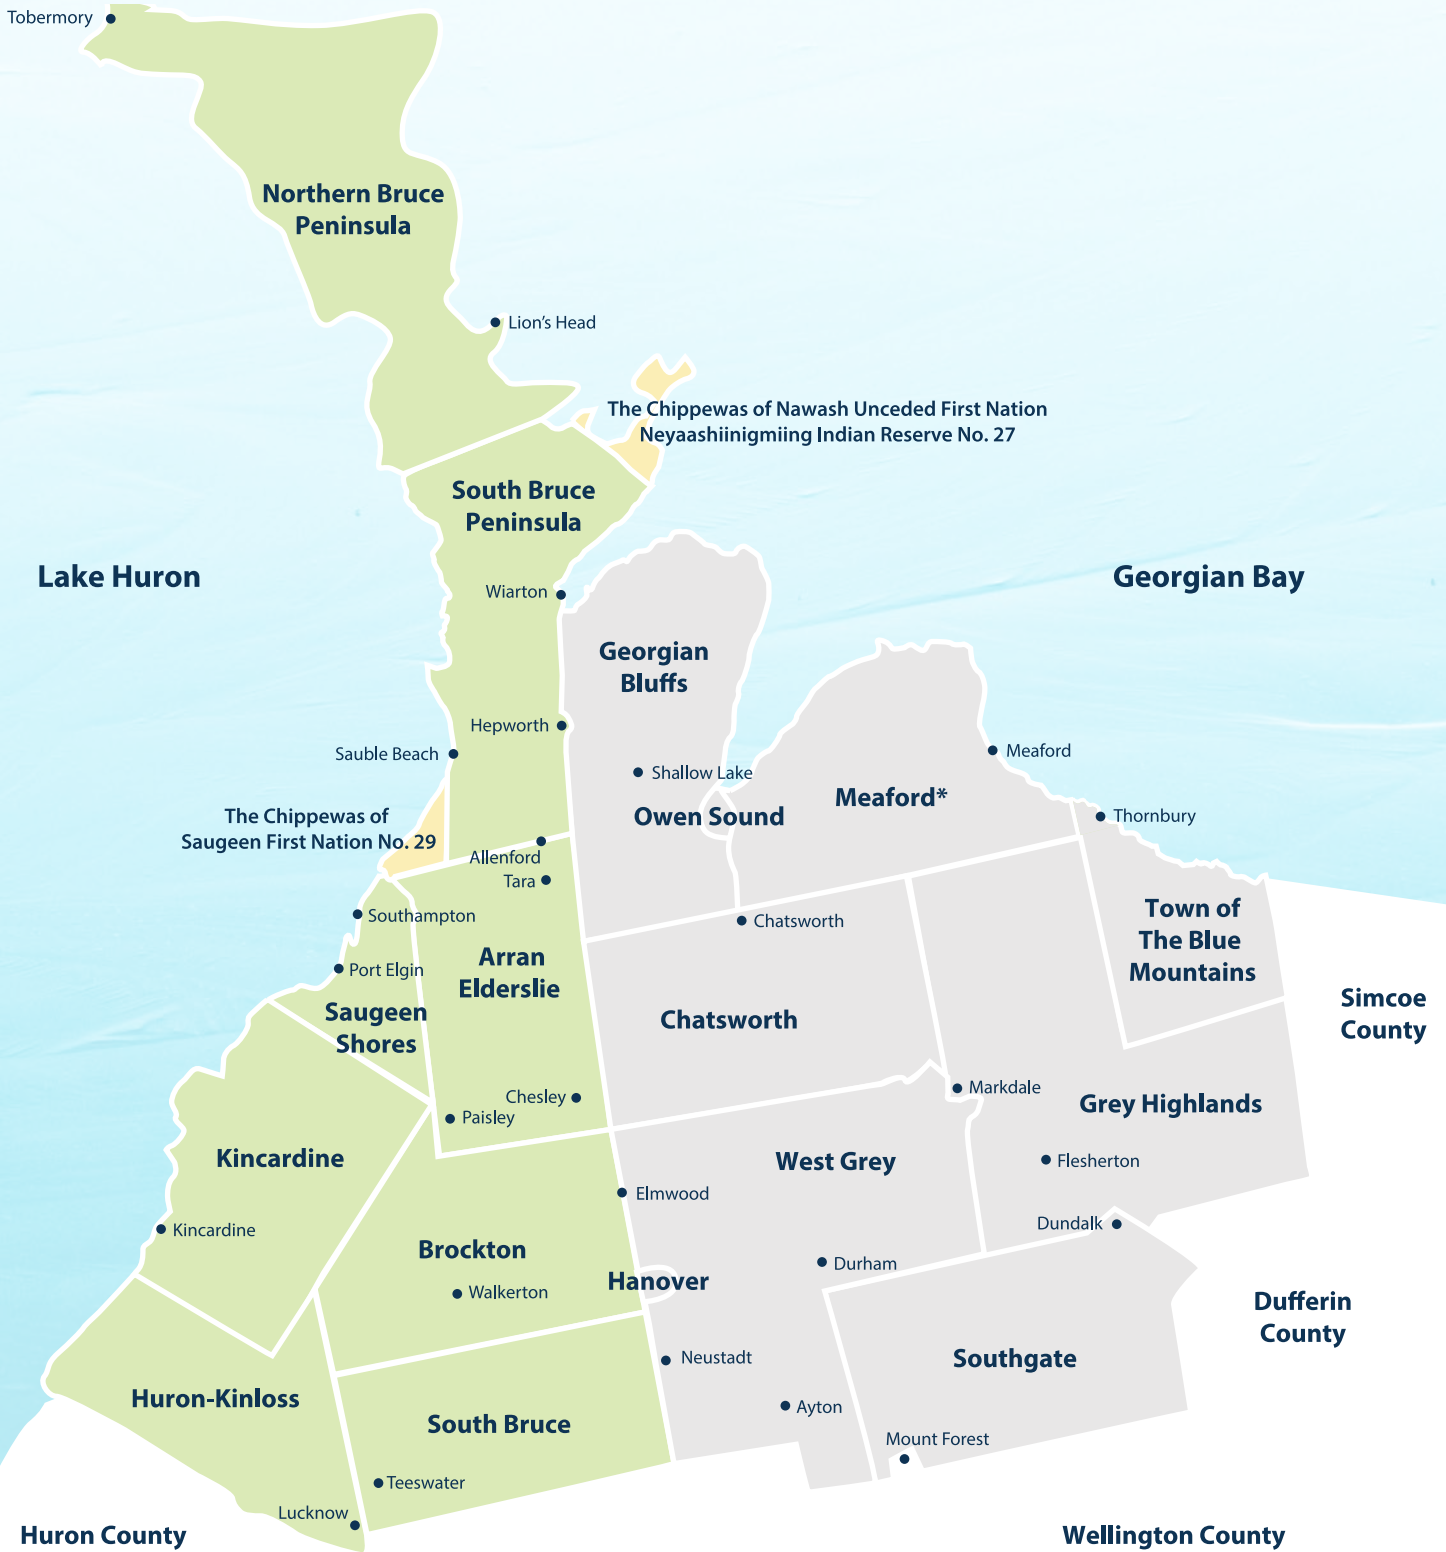 Tobermory
Northern Bruce
Peninsula
Lion's Head
The Chippewas of Nawash Unceded First Nation
Neyaashiinigmiing Indian Reserve No. 27
South Bruce
Peninsula
Lake Huron
Georgian Bay
Wiarton
Georgian
Bluffs
Hepworth
Sauble Beach
Meaford
Shallow Lake
Meaford*
The Chippewas of
Saugeen First Nation No. 29
Owen Sound
Thornbury
Allenford
Tara
Southampton
Chatsworth
Town of
The Blue
Mountains
Arran
Elderslie
Port Elgin
Saugeen
Shores
Chatsworth
Simcoe
County
Markdale
Grey Highlands
Chesley
Paisley
Kincardine
West Grey
Flesherton
Elmwood
Kincardine
Dundalk
Brockton
Durham
Hanover
Walkerton
Dufferin
County
Neustadt
Southgate
Huron-Kinloss
South Bruce
Ayton
Mount Forest
Teeswater
Lucknow
Huron County
Wellington County